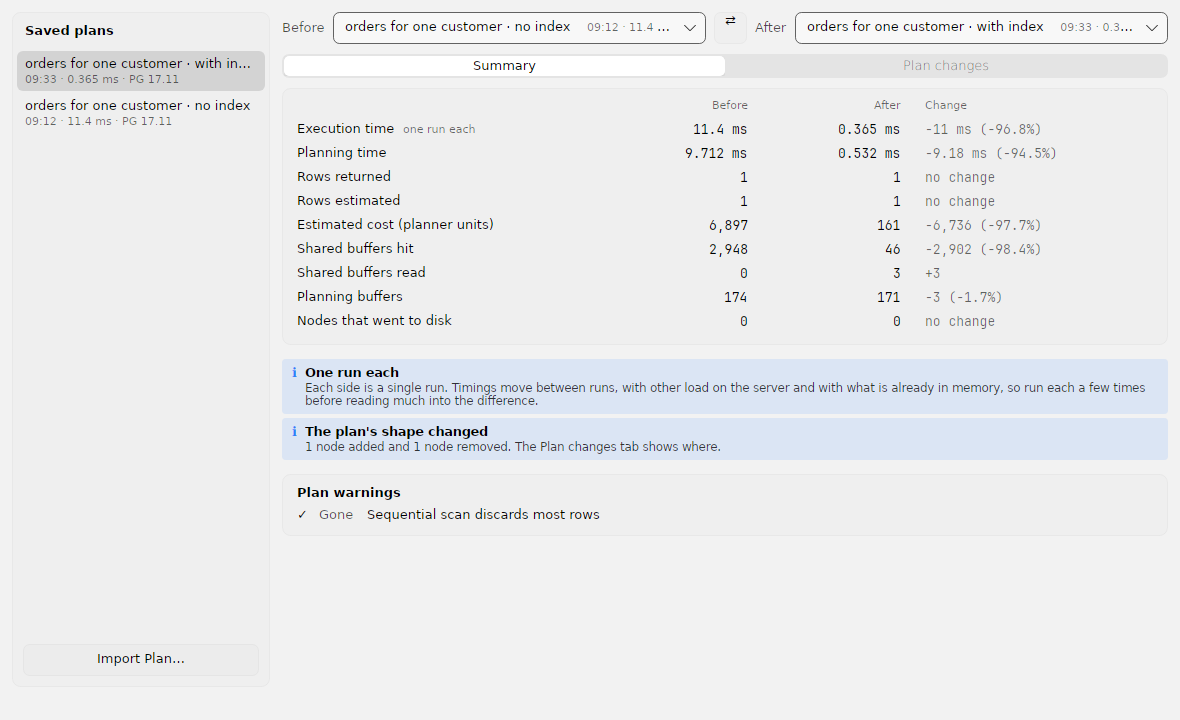 Saved plans
orders for one customer · with in...
09:33 · 0.365 ms · PG 17.11
orders for one customer · no index
09:12 · 11.4 ms · PG 17.11
Import Plan...
Before orders for one customer · no index 09:12 · 11.4 ... ⇄ After orders for one customer · with index 09:33 · 0.3...
Summary Plan changes
Before After Change
Execution time one run each 11.4 ms 0.365 ms -11 ms (-96.8%)
Planning time 9.712 ms 0.532 ms -9.18 ms (-94.5%)
Rows returned 1 1 no change
Rows estimated 1 1 no change
Estimated cost (planner units) 6,897 161 -6,736 (-97.7%)
Shared buffers hit 2,948 46 -2,902 (-98.4%)
Shared buffers read 0 3 +3
Planning buffers 174 171 -3 (-1.7%)
Nodes that went to disk 0 0 no change
ℹ One run each
Each side is a single run. Timings move between runs, with other load on the server and with what is already in memory, so run each a few times
before reading much into the difference.
ℹ The plan's shape changed
1 node added and 1 node removed. The Plan changes tab shows where.
Plan warnings
✓ Gone Sequential scan discards most rows